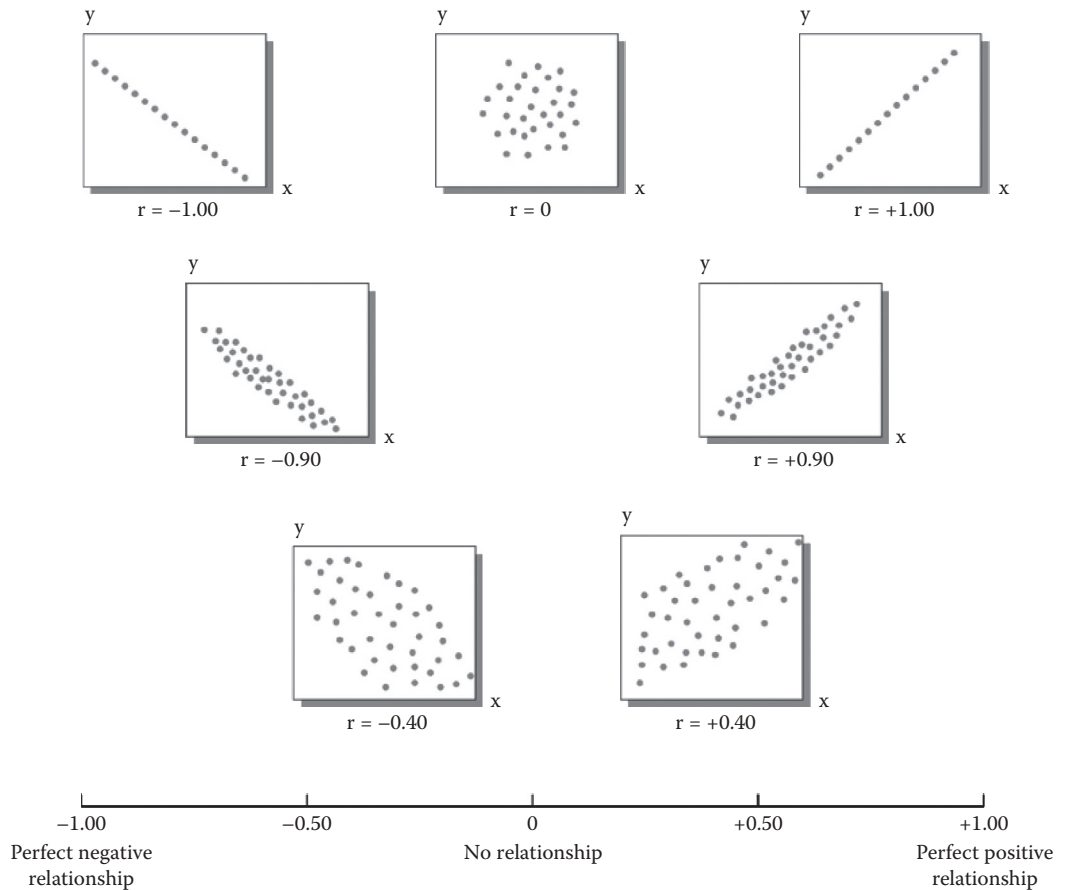 y
y
y
x
x
x
r = −1.00
r = 0
r = +1.00
y
y
x
x
r = −0.90
r = +0.90
y
y
x
x
r = −0.40
r = +0.40
−1.00
−0.50
0
+0.50
+1.00
Perfect negative
relationship
No relationship
Perfect positive
relationship